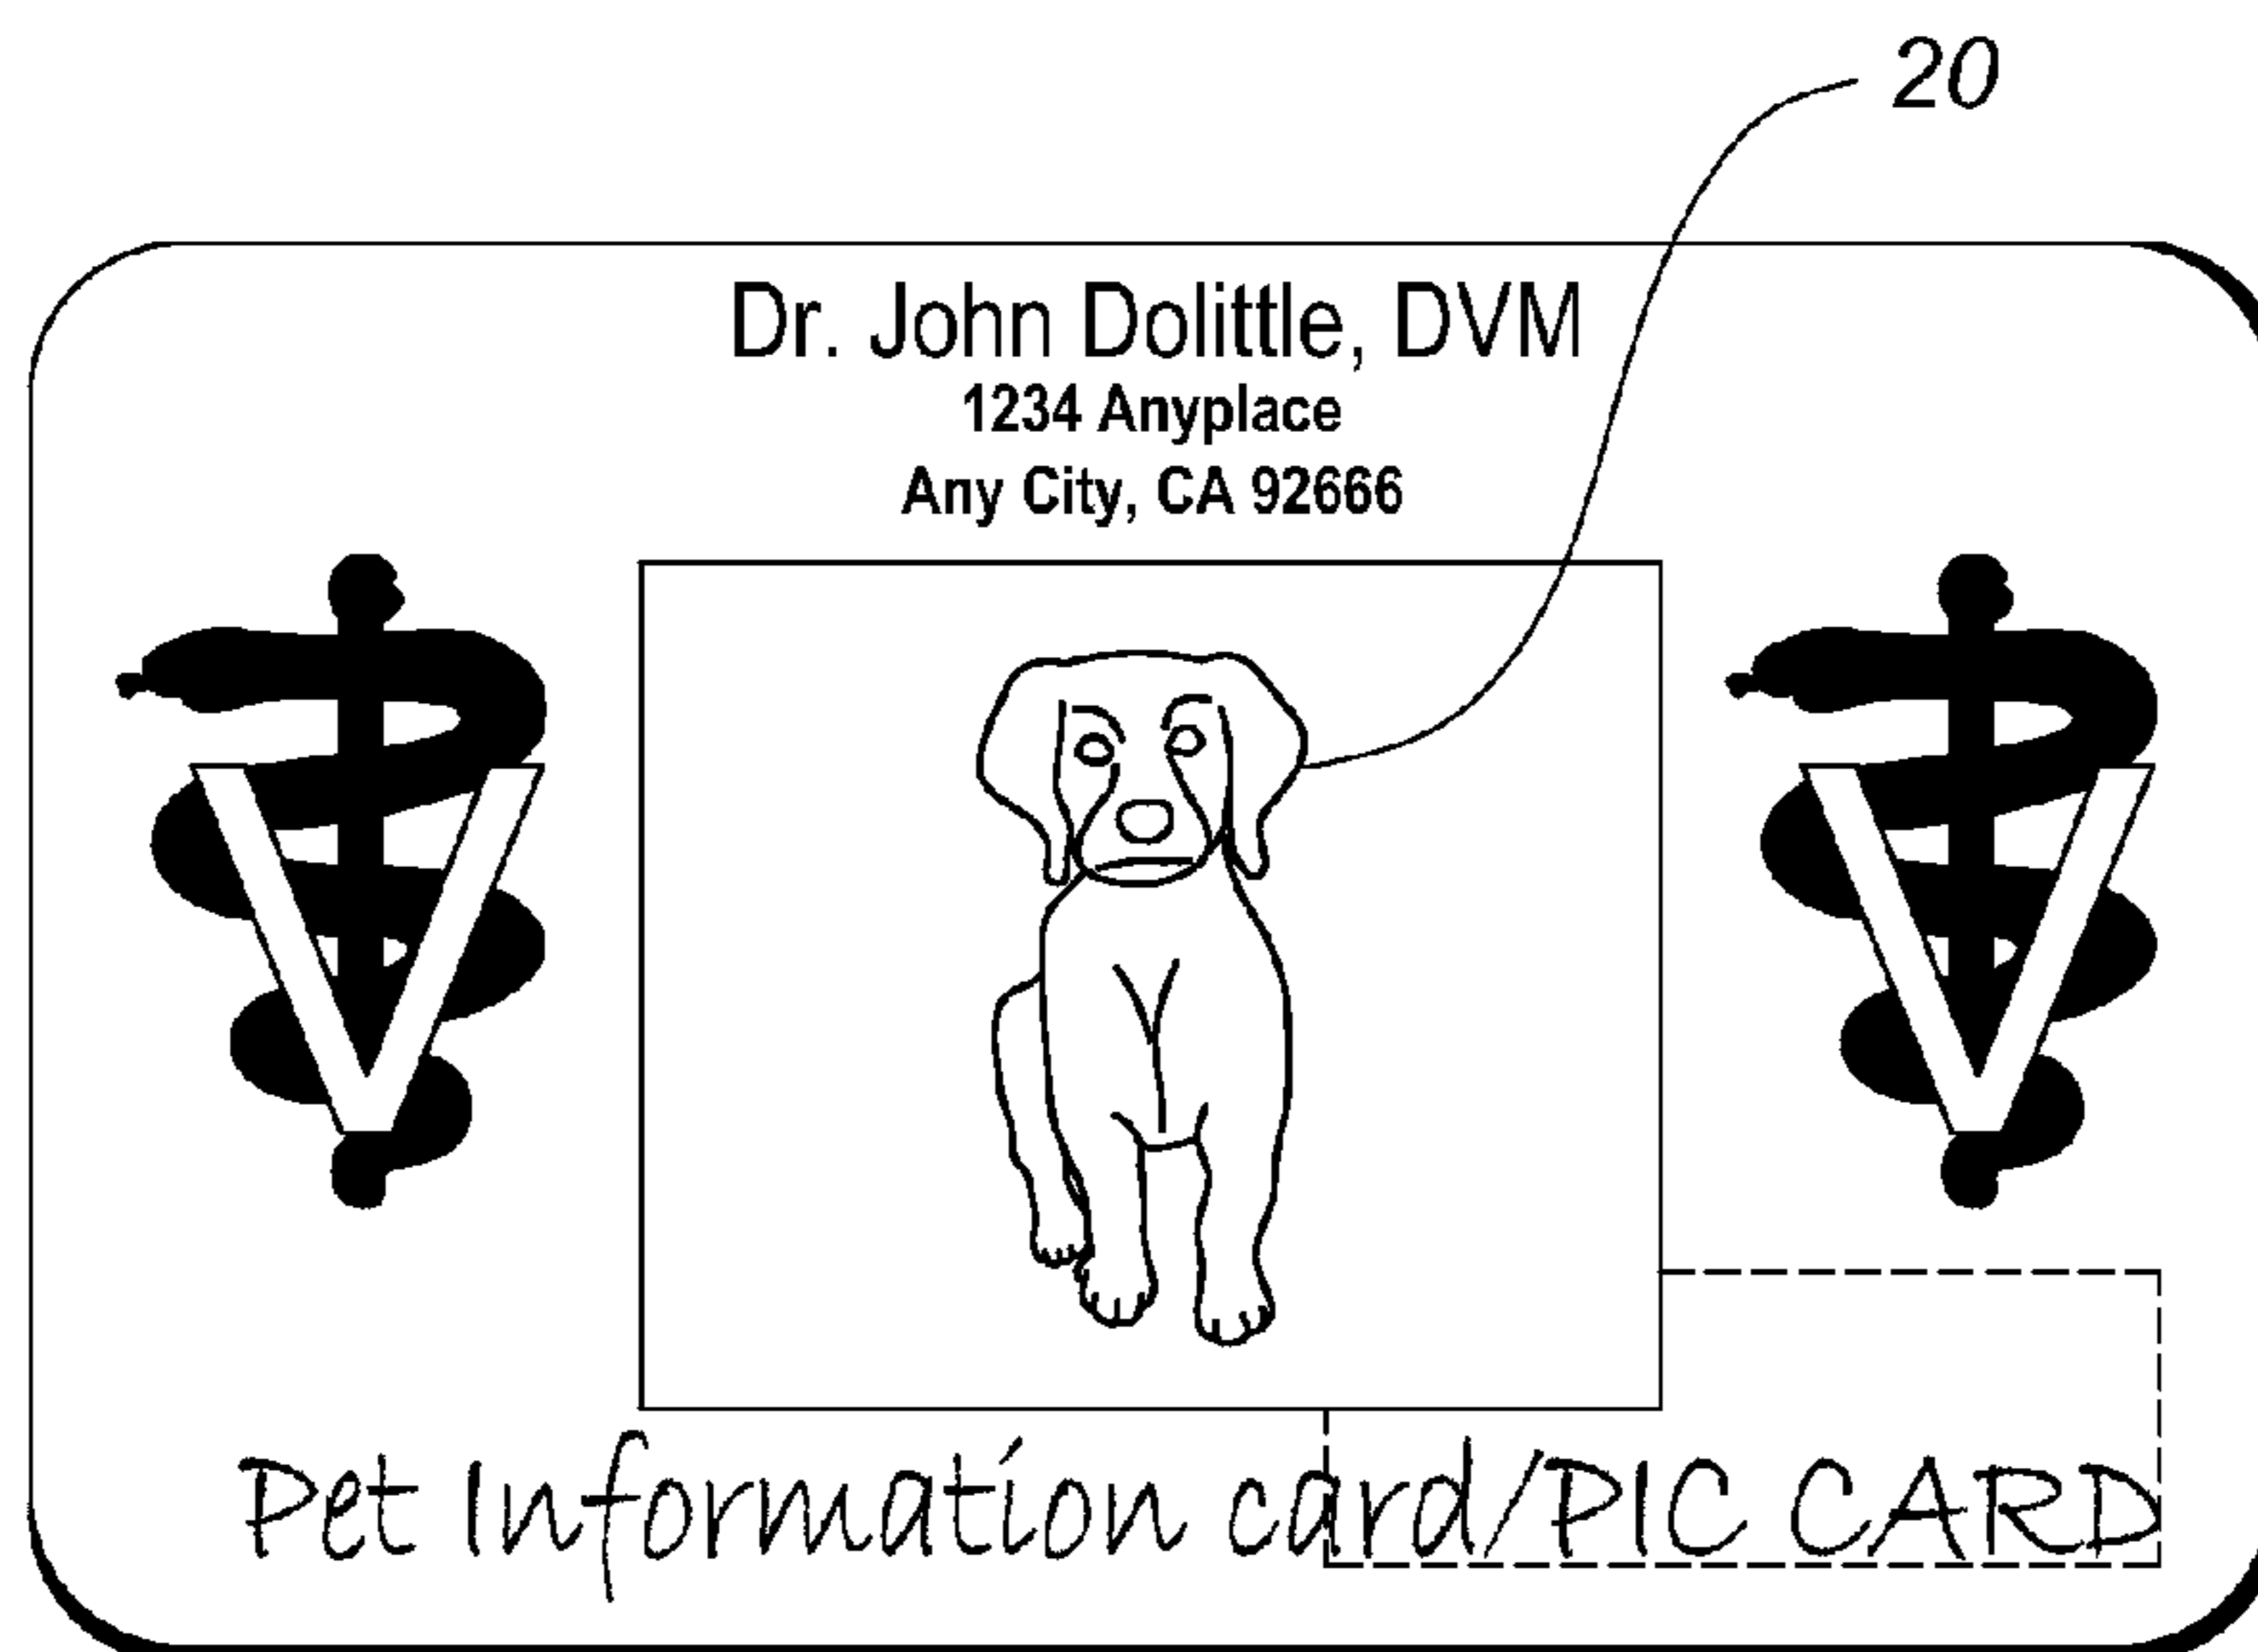 20
Dr. John Dolittle, DVM
1234 Anyplace
Any City, CA 92666
V V
Pet Information card/PIC CARD